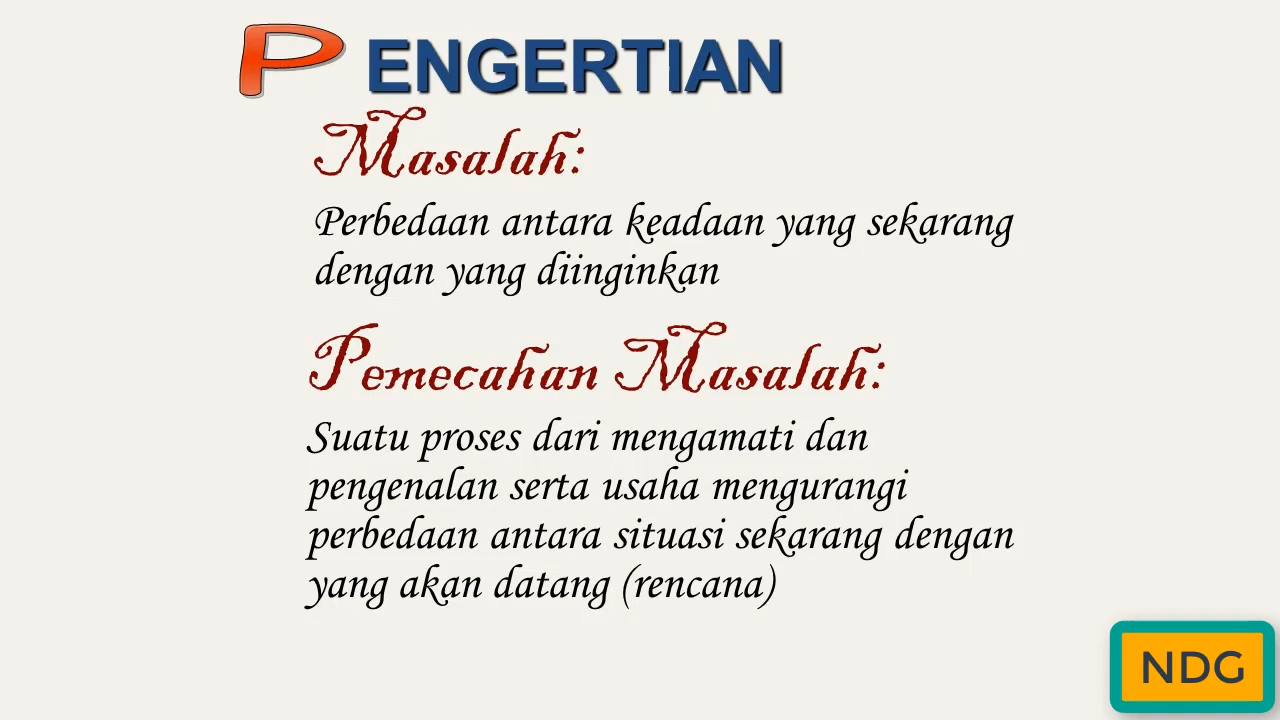 PENGERTIAN
Masalah:
Perbedaan antara keadaan yang sekarang
dengan yang diinginkan
Pemecahan Masalah:
Suatu proses dari mengamati dan
pengenalan serta usaha mengurangi
perbedaan antara situasi sekarang dengan
yang akan datang (rencana)
NDG